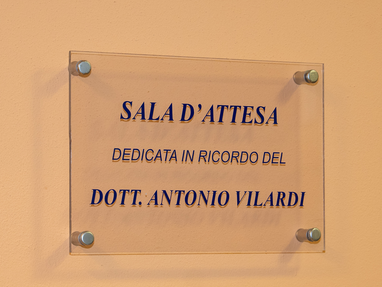 SALA D'ATTESA
DEDICATA IN RICORDO DEL
DOTT. ANTONIO VILARDI